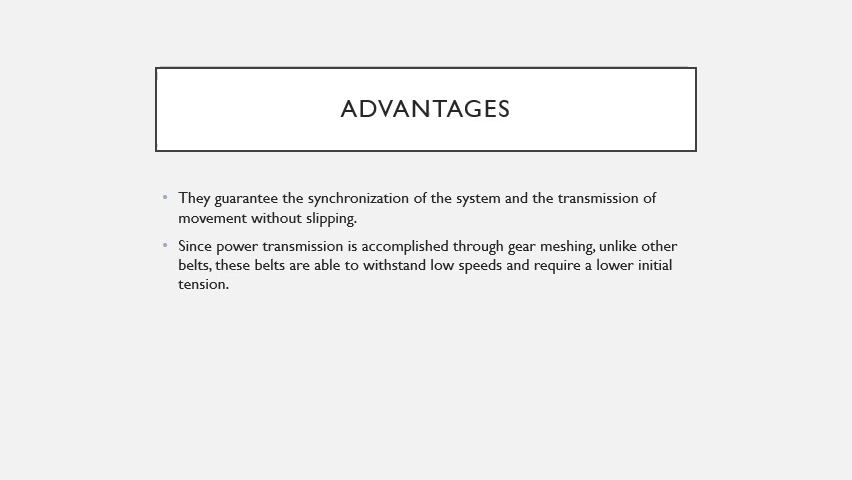 ADVANTAGES
• They guarantee the synchronization of the system and the transmission of
movement without slipping.
• Since power transmission is accomplished through gear meshing, unlike other
belts, these belts are able to withstand low speeds and require a lower initial
tension.